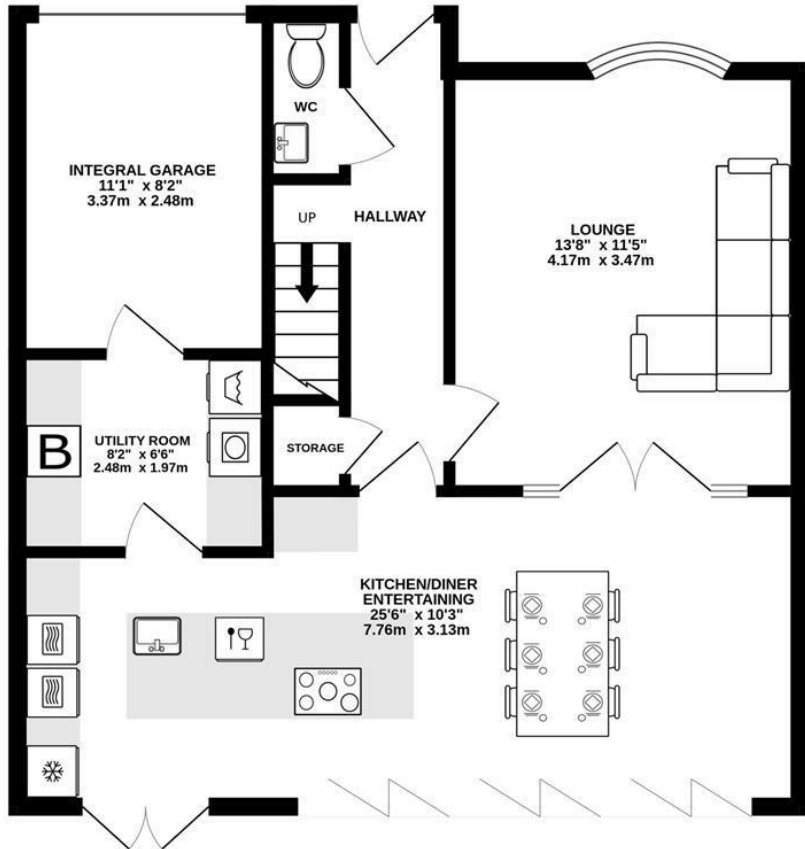 WC
INTEGRAL GARAGE
11'1" x 8'2"
3.37m x 2.48m
UP
HALLWAY
LOUNGE
13'8" x 11'5"
4.17m x 3.47m
B
UTILITY ROOM
8'2" x 6'6"
2.48m x 1.97m
STORAGE
KITCHEN/DINER
ENTERTAINING
25'6" x 10'3"
7.76m x 3.13m